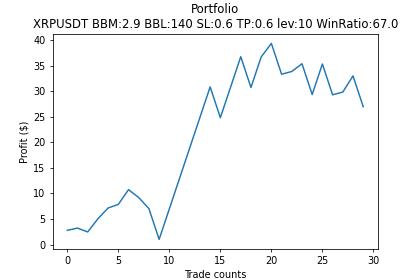 Portfolio
XRPUSDT BBM:2.9 BBL:140 SL:0.6 TP:0.6 lev:10 WinRatio:67.0
40
35
30
25
20
15
10
5
0
Profit ($)
0 5 10 15 20 25 30
Trade counts